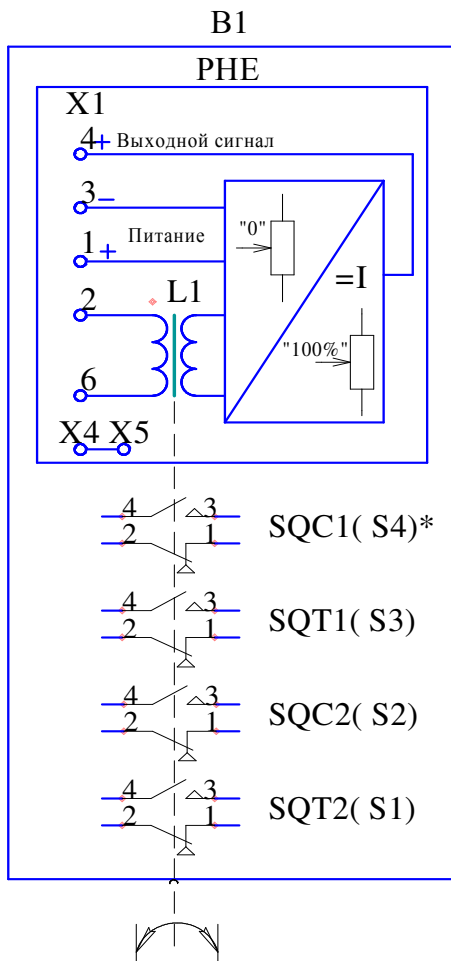 B1
PHE
X1
4 + Выходной сигнал
3 -
"0"
1 + Питание
=I
2 L1
"100%"
6
X4 X5
4 3
2 1
SQC1( S4)*
4 3
2 1
SQT1( S3)
4 3
2 1
SQC2( S2)
4 3
2 1
SQT2( S1)